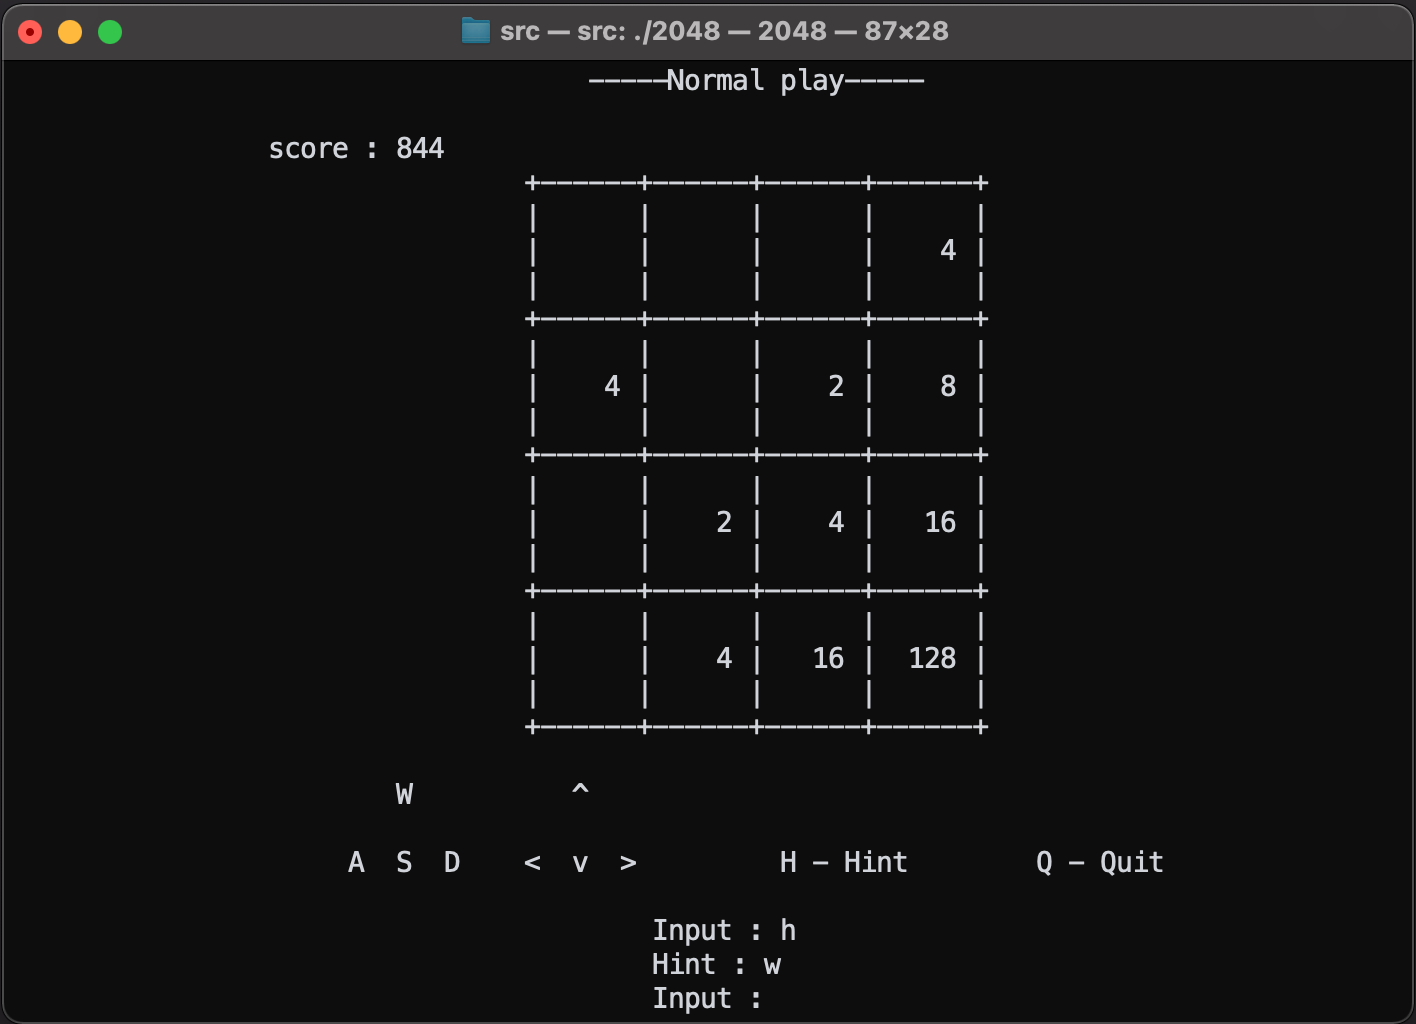 src — src: ./2048 — 2048 — 87×28
-----Normal play-----
score : 844
+------+------+------+------+
|      |      |      |      |
|      |      |      |    4 |
|      |      |      |      |
+------+------+------+------+
|      |      |      |      |
|    4 |      |    2 |    8 |
|      |      |      |      |
+------+------+------+------+
|      |      |      |      |
|      |    2 |    4 |   16 |
|      |      |      |      |
+------+------+------+------+
|      |      |      |      |
|      |    4 |   16 |  128 |
|      |      |      |      |
+------+------+------+------+
W          ^
A  S  D    <  v  >         H - Hint        Q - Quit
Input : h
Hint : w
Input :